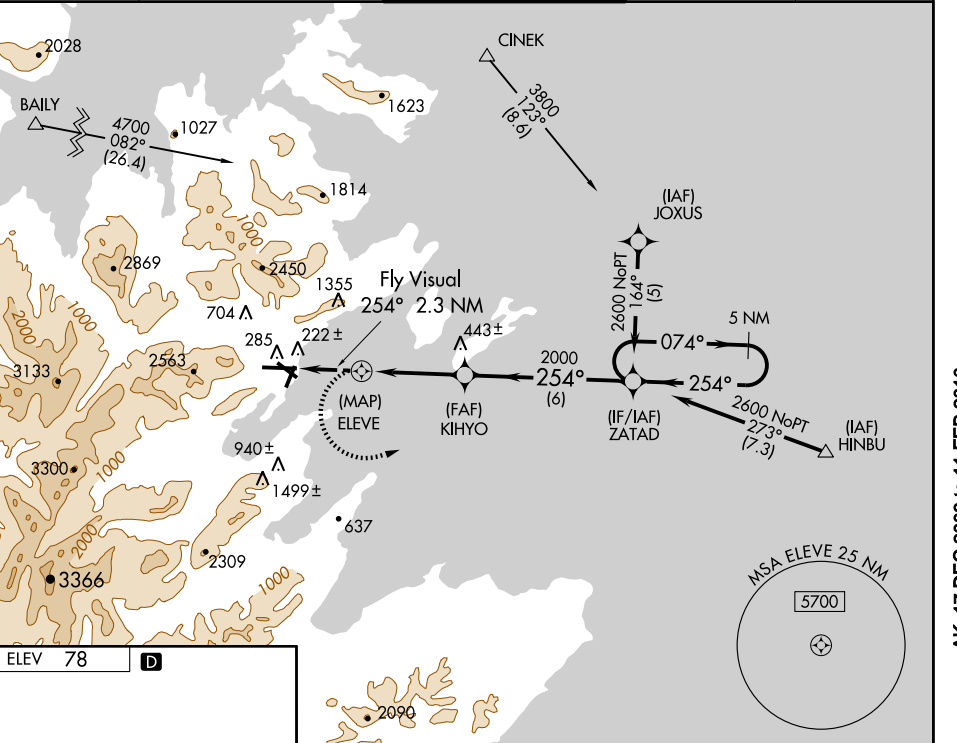 2028
CINEK
3800
123°
(8.6)
1623
BAILY
4700
082°
(26.4)
1027
1814
(IAF)
JOXUS
1000
2869
2450
2600 NoPT
164°
(5)
1355
Fly Visual
254° 2.3 NM
704
1000
2000
285
222±
443±
5 NM
074°
2563
3133
2000
254°
(6)
254°
(MAP)
ELEVE
(FAF)
KIHYO
(IF/IAF)
ZATAD
2600 NoPT
273°
(7.3)
(IAF)
HINBU
940±
3300
1000
1499±
637
2000
2309
3366
1000
MSA ELEVE 25 NM
5700
ELEV 78
D
2090